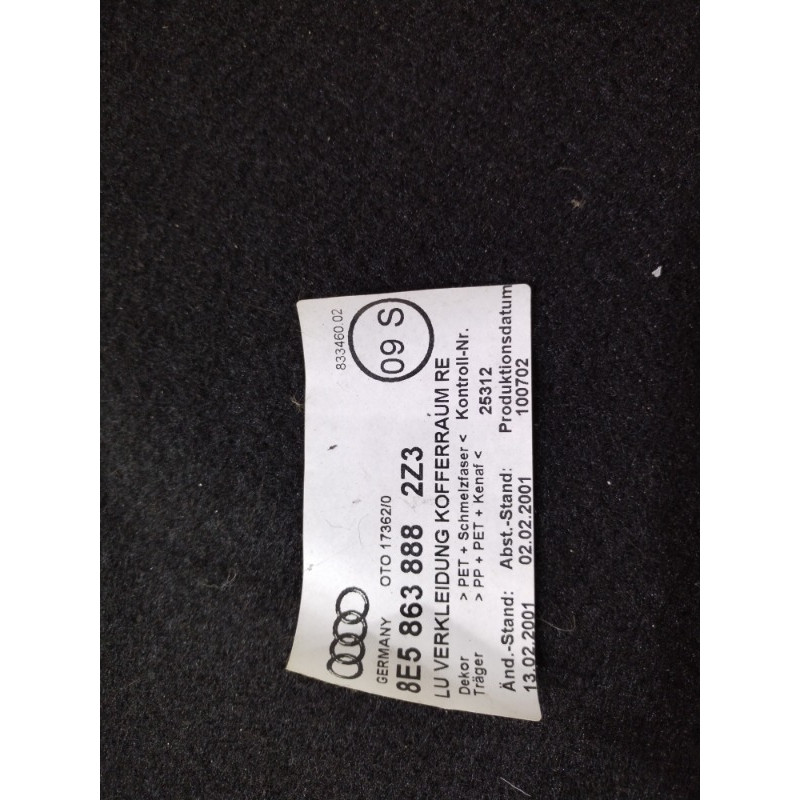 833460.02
09 S
GERMANY OTO 17362/0
8E5 863 888 2Z3
LU VERKLEIDUNG KOFFERRAUM RE
Dekor > PET + Schmelzfaser < Kontroll-Nr.
Träger > PP + PET + Kenaf < 25312
Änd.-Stand: Abst.-Stand: Produktionsdatum
13.02.2001 02.02.2001 100702